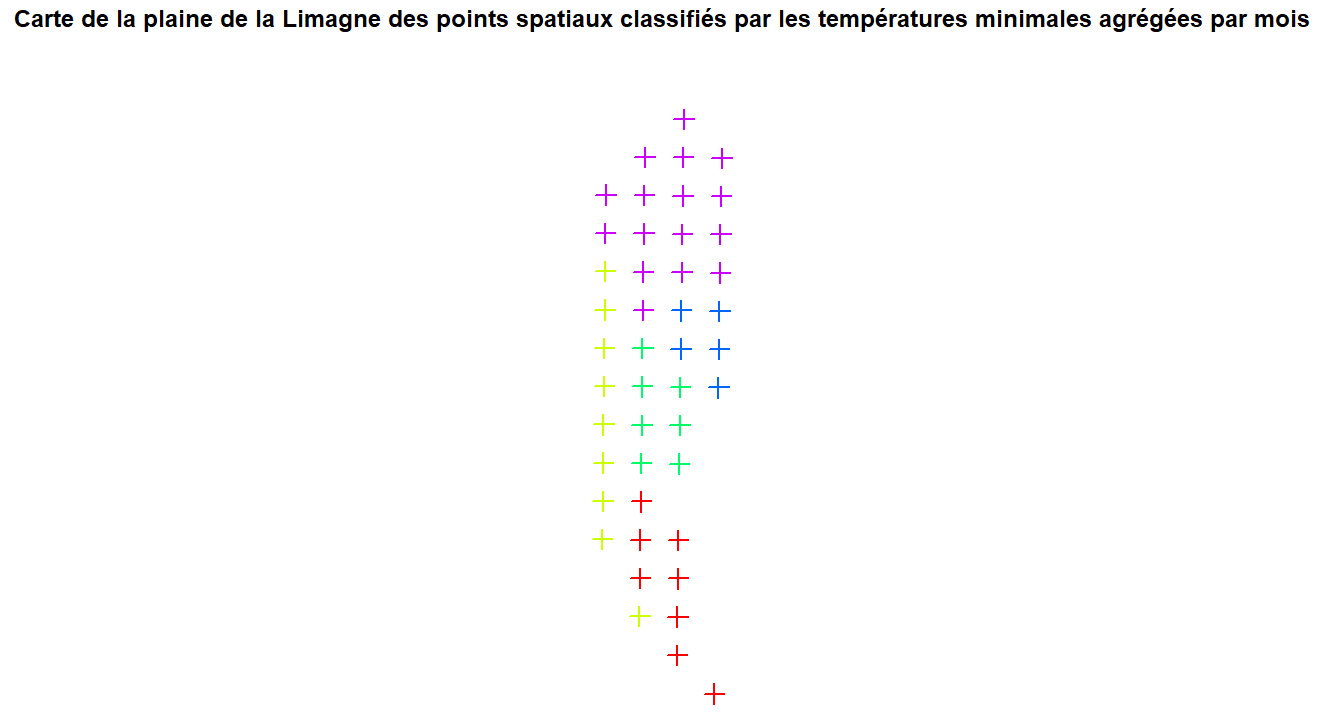 Carte de la plaine de la Limagne des points spatiaux classifiés par les températures minimales agrégées par mois